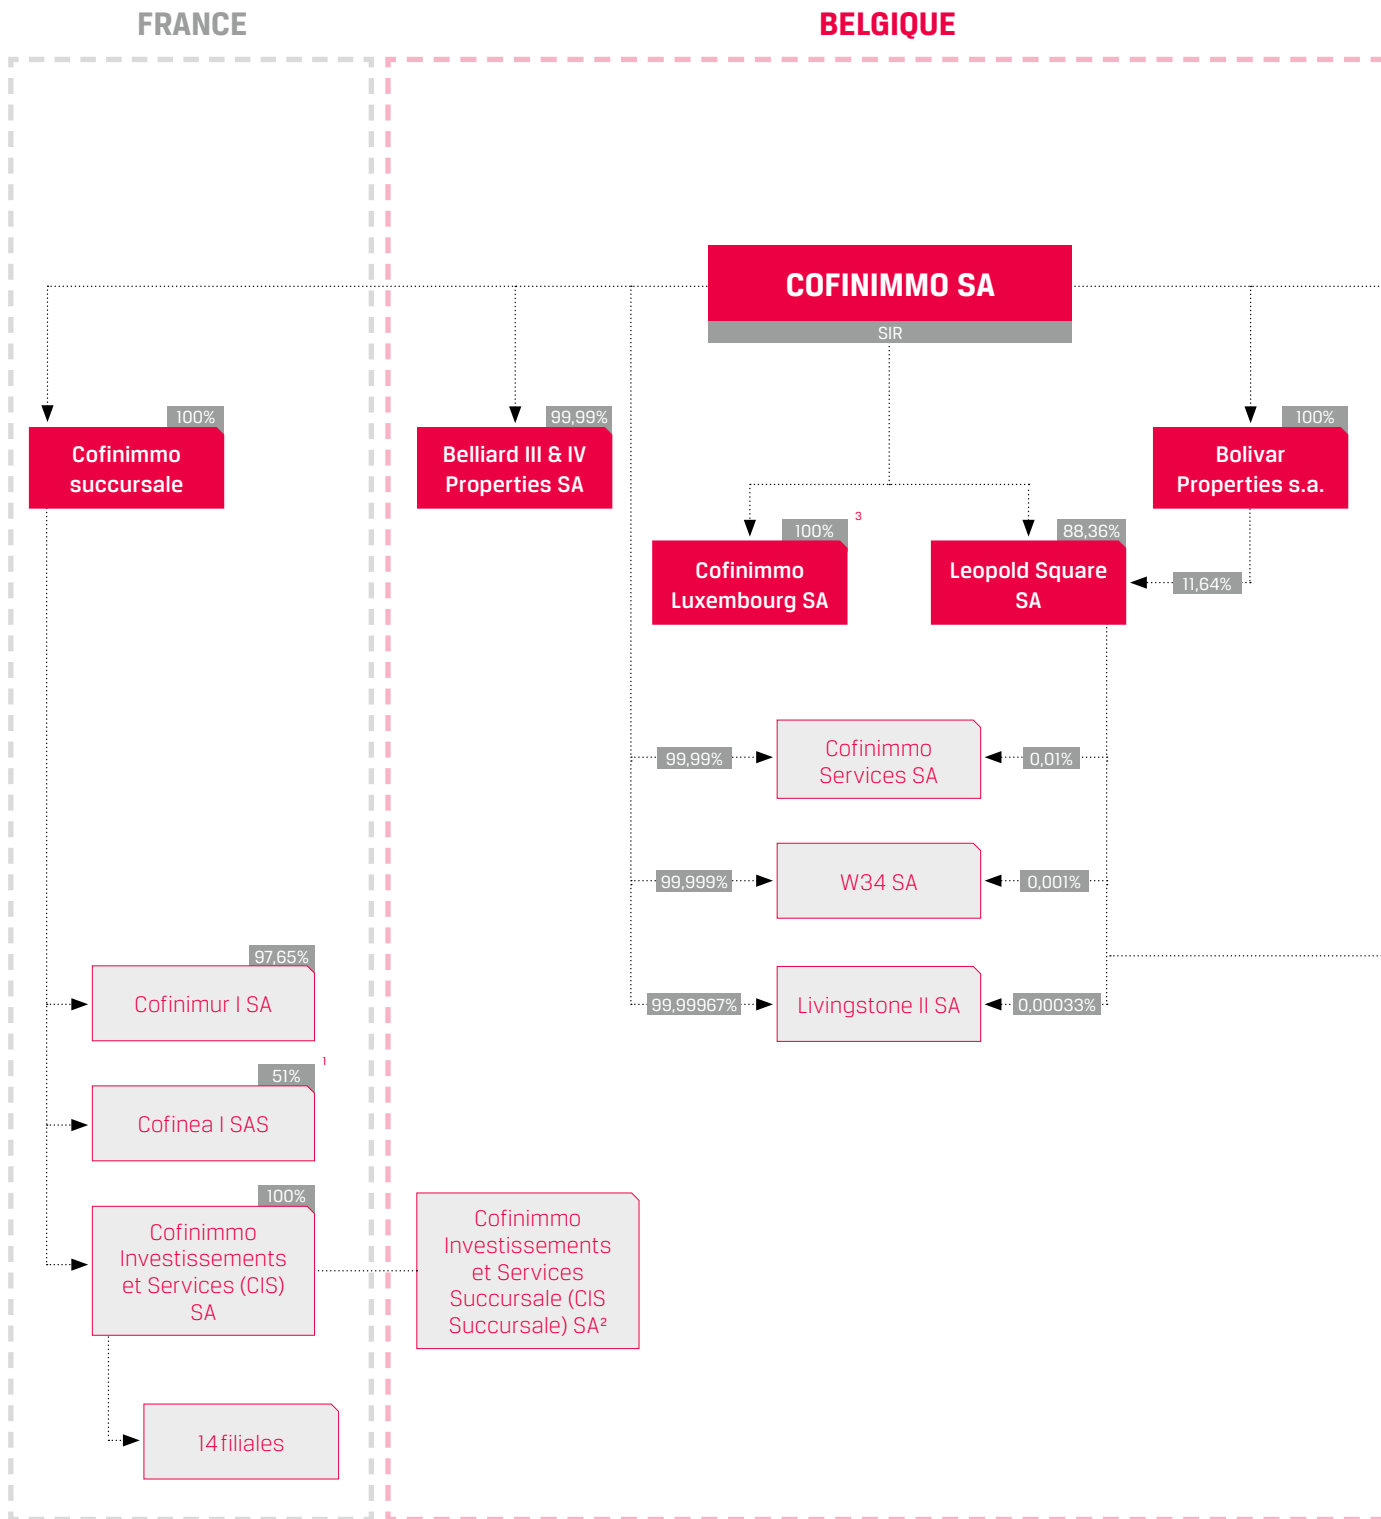 FRANCE
BELGIQUE
COFINIMMO SA
SIR
100%
Cofinimmo
succursale
99,99%
Belliard III & IV
Properties SA
100%
Bolivar
Properties s.a.
100%
3
Cofinimmo
Luxembourg SA
88,36%
Leopold Square
SA
11,64%
99,99%
Cofinimmo
Services SA
0,01%
99,999%
W34 SA
0,001%
99,99967%
Livingstone II SA
0,00033%
97,65%
Cofinimur I SA
51%
1
Cofinea I SAS
100%
Cofinimmo
Investissements
et Services (CIS)
SA
Cofinimmo
Investissements
et Services
Succursale (CIS
Succursale) SA²
14 filiales